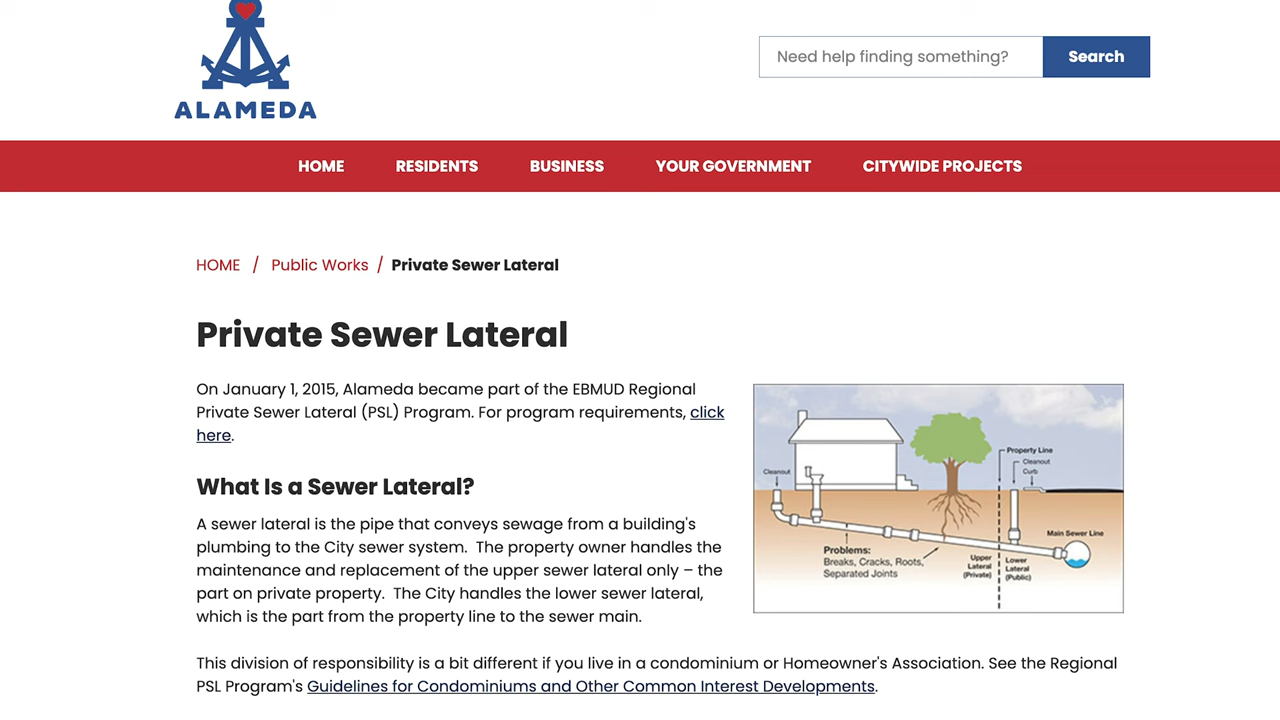 ALAMEDA
Need help finding something?
Search
HOME
RESIDENTS
BUSINESS
YOUR GOVERNMENT
CITYWIDE PROJECTS
HOME / Public Works / Private Sewer Lateral
Private Sewer Lateral
On January 1, 2015, Alameda became part of the EBMUD Regional
Private Sewer Lateral (PSL) Program. For program requirements, click
here.
What Is a Sewer Lateral?
A sewer lateral is the pipe that conveys sewage from a building's
plumbing to the City sewer system. The property owner handles the
maintenance and replacement of the upper sewer lateral only – the
part on private property. The City handles the lower sewer lateral,
which is the part from the property line to the sewer main.
Cleanout
Property Line
Cleanout
Curb
Main Sewer Line
Problems:
Breaks, Cracks, Roots,
Separated Joints
Upper
Lateral
(Private)
Lower
Lateral
(Public)
This division of responsibility is a bit different if you live in a condominium or Homeowner's Association. See the Regional
PSL Program's Guidelines for Condominiums and Other Common Interest Developments.